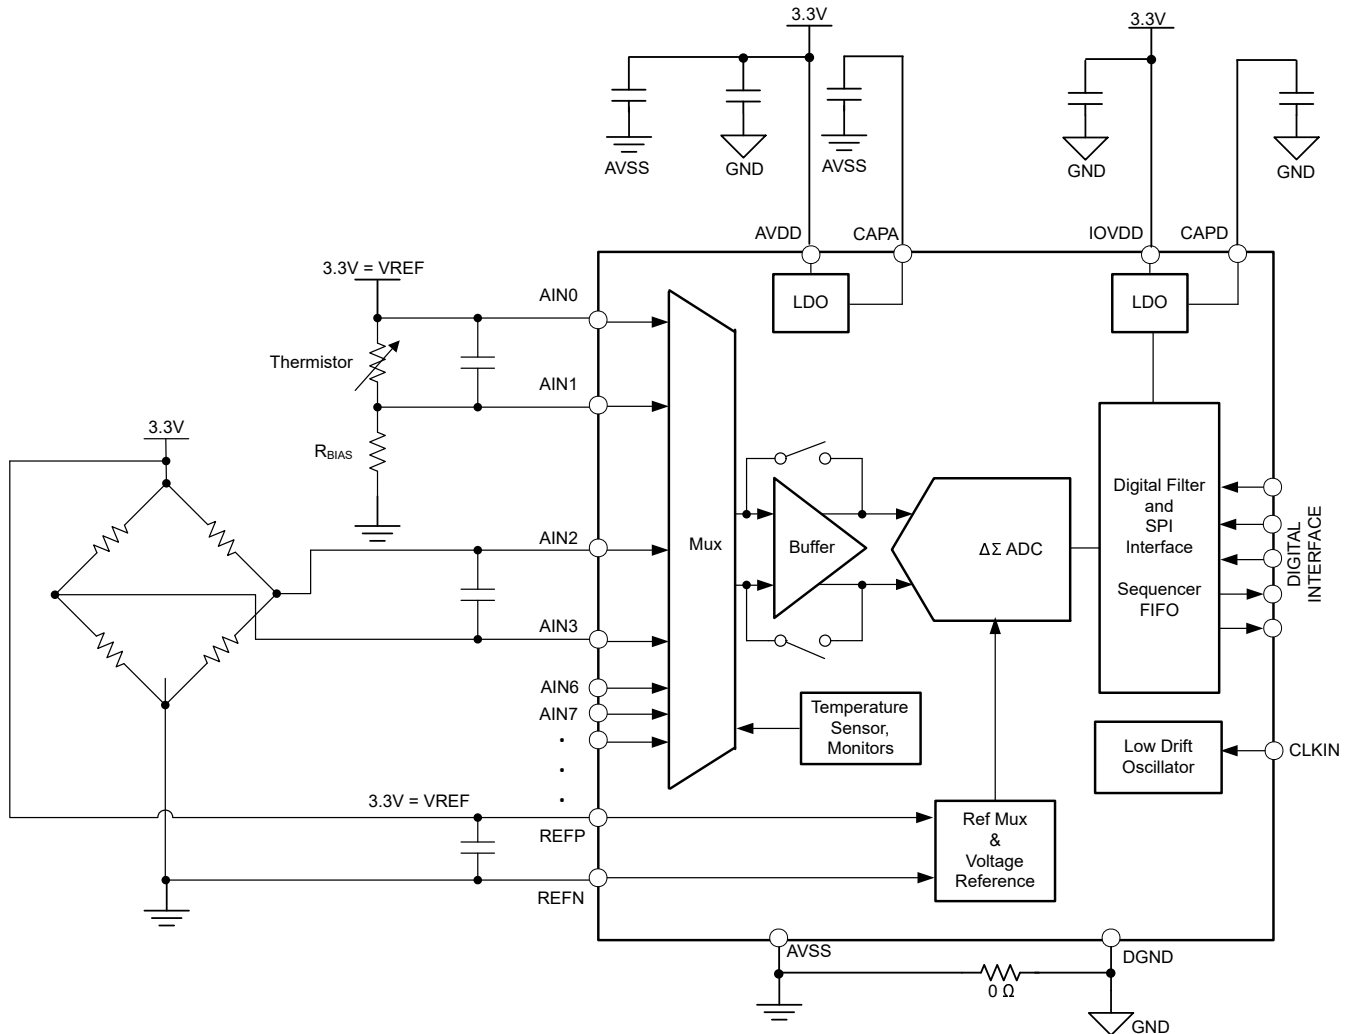 3.3V
3.3V
AVSS
GND
AVSS
GND
GND
AVDD
CAPA
IOVDD
CAPD
3.3V = VREF
AIN0
LDO
LDO
Thermistor
AIN1
3.3V
RBIAS
Digital Filter
and
SPI
Interface
Sequencer
FIFO
DIGITAL
INTERFACE
AIN2
Mux
Buffer
ΔΣ ADC
AIN3
AIN6
AIN7
Temperature
Sensor,
Monitors
Low Drift
Oscillator
CLKIN
3.3V = VREF
REFP
Ref Mux
&
Voltage
Reference
REFN
AVSS
DGND
0 Ω
GND